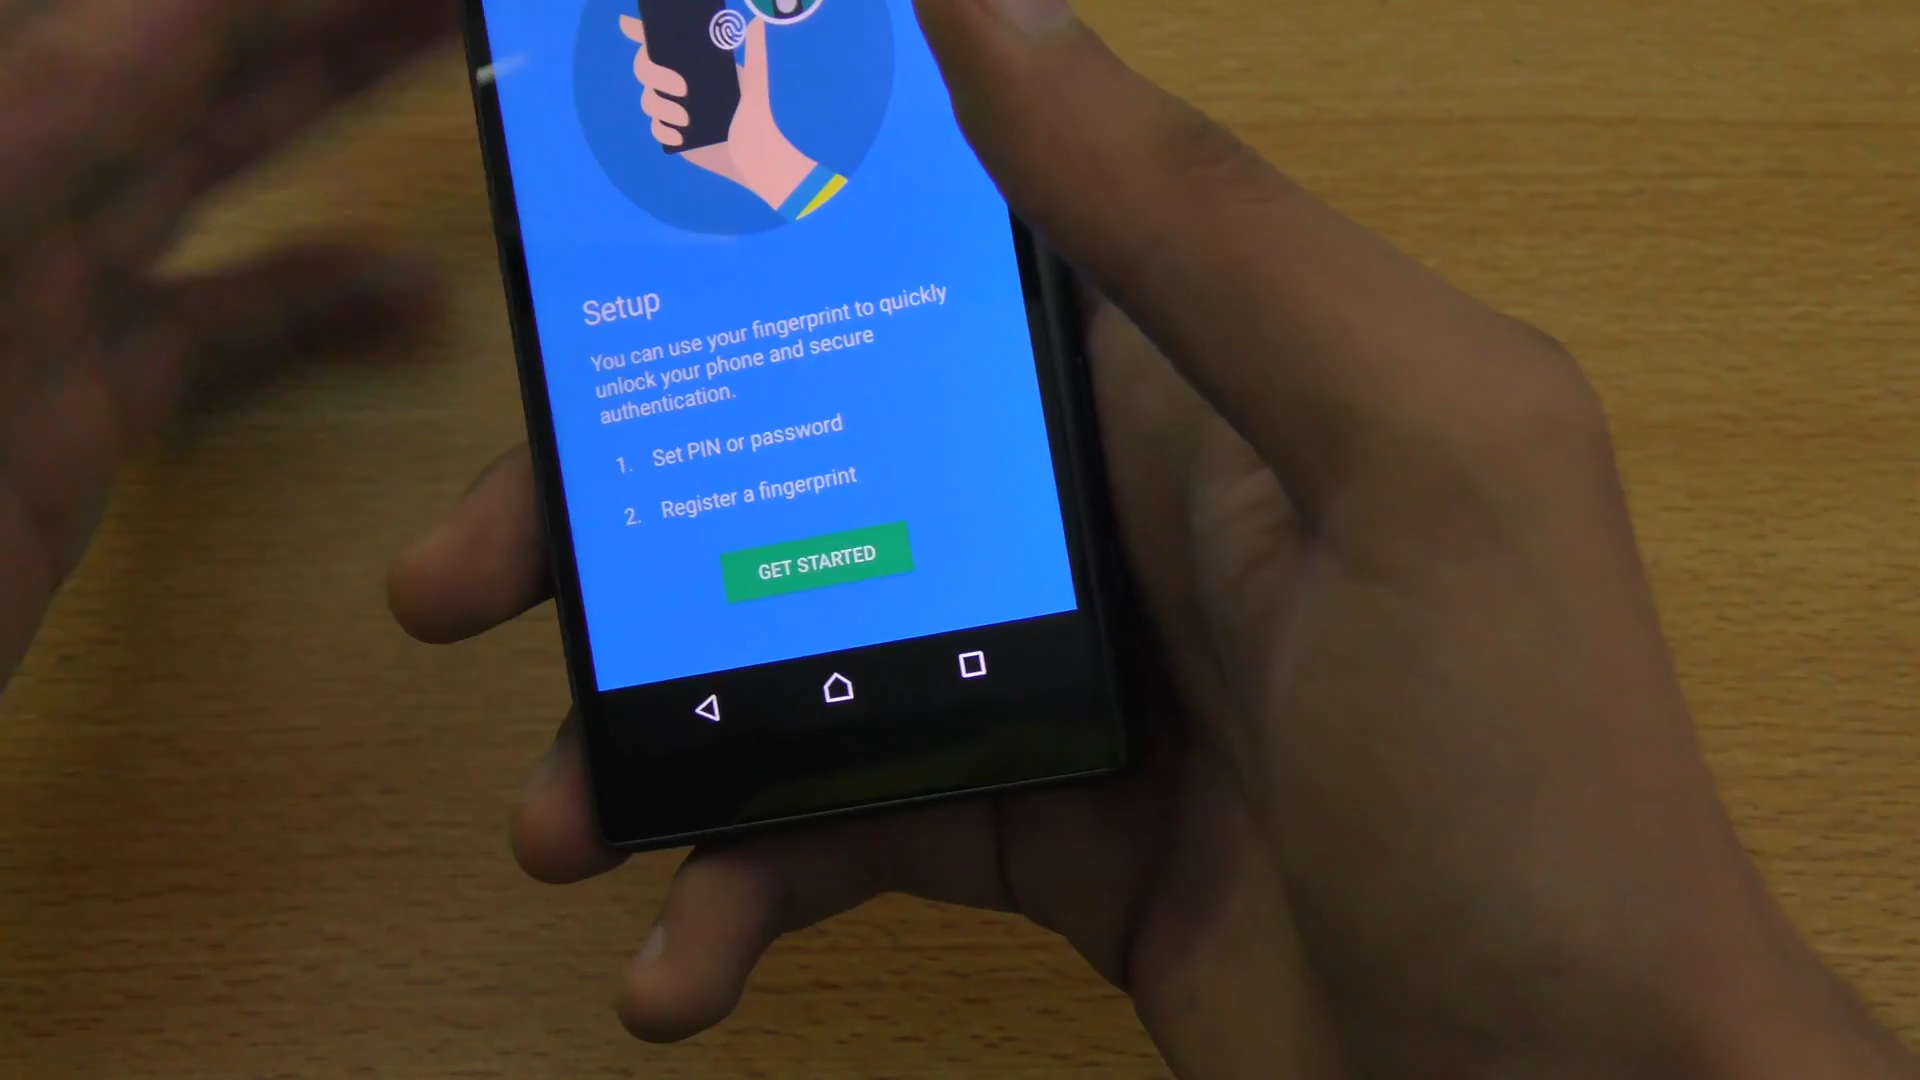 Setup
You can use your fingerprint to quickly
unlock your phone and secure
authentication.
1. Set PIN or password
2. Register a fingerprint
GET STARTED